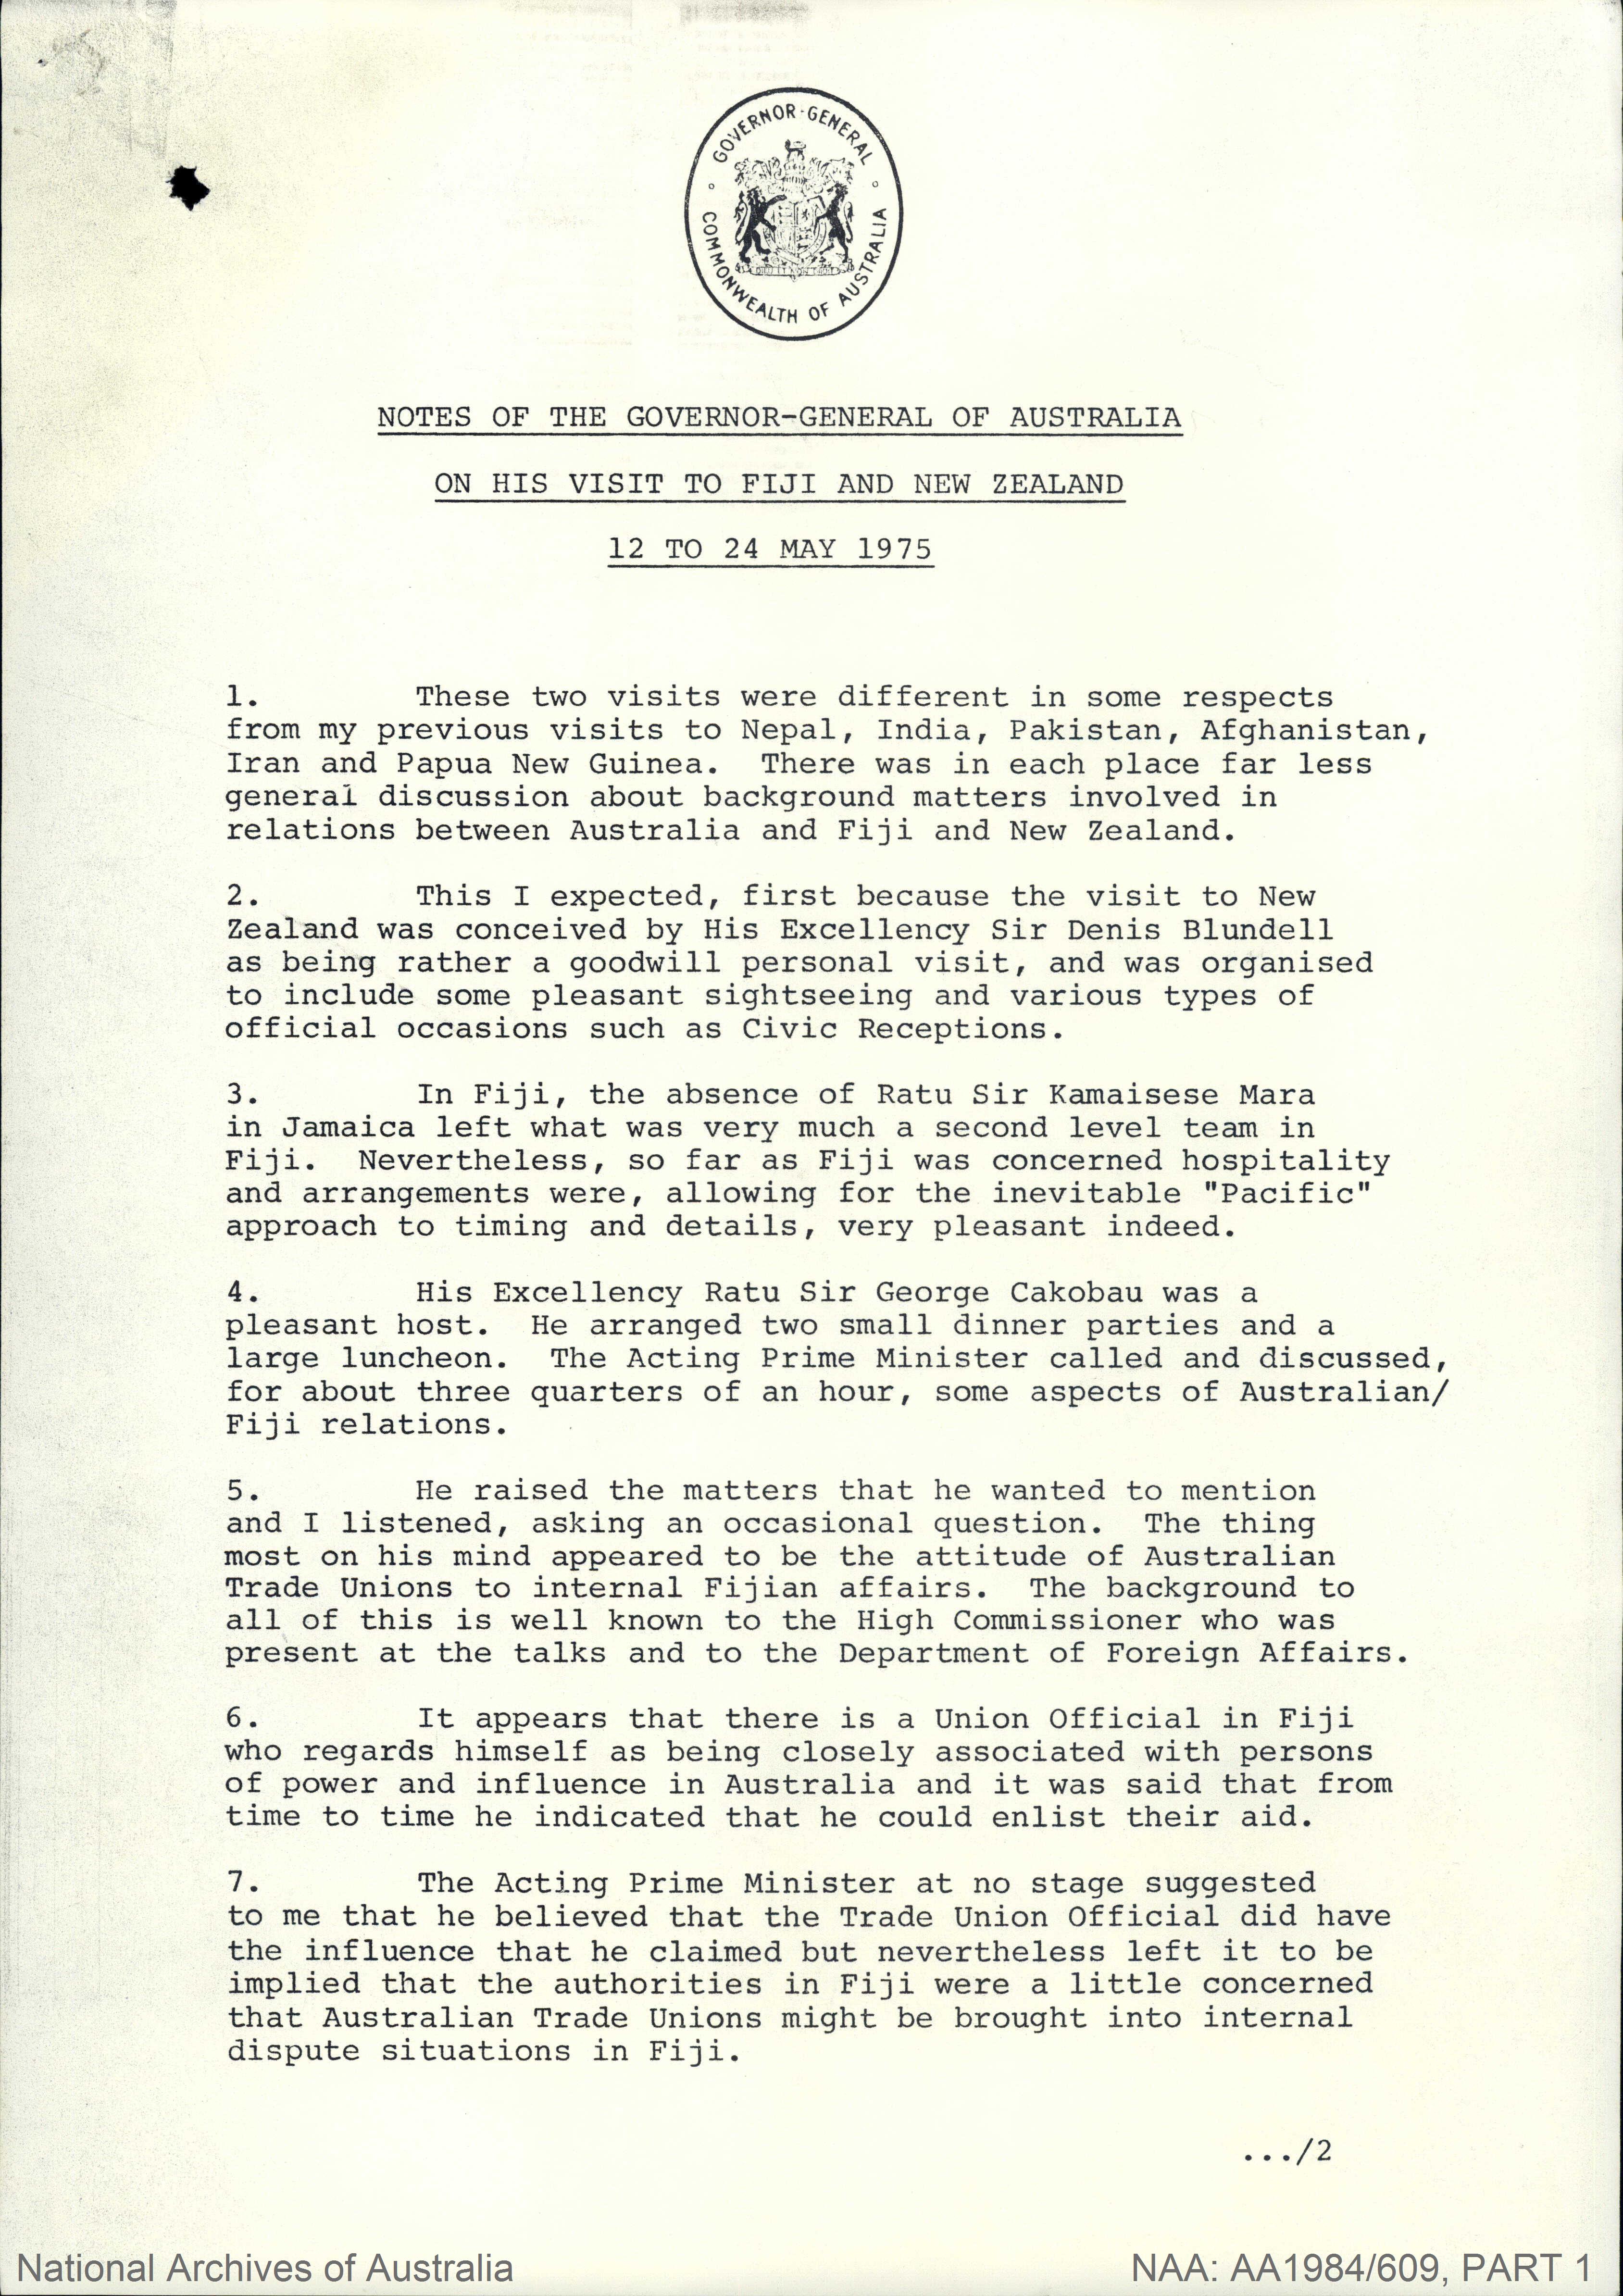 GOVERNOR-GENERAL
COMMONWEALTH OF AUSTRALIA
NOTES OF THE GOVERNOR-GENERAL OF AUSTRALIA
ON HIS VISIT TO FIJI AND NEW ZEALAND
12 TO 24 MAY 1975
1. These two visits were different in some respects
from my previous visits to Nepal, India, Pakistan, Afghanistan,
Iran and Papua New Guinea. There was in each place far less
general discussion about background matters involved in
relations between Australia and Fiji and New Zealand.
2. This I expected, first because the visit to New
Zealand was conceived by His Excellency Sir Denis Blundell
as being rather a goodwill personal visit, and was organised
to include some pleasant sightseeing and various types of
official occasions such as Civic Receptions.
3. In Fiji, the absence of Ratu Sir Kamaisese Mara
in Jamaica left what was very much a second level team in
Fiji. Nevertheless, so far as Fiji was concerned hospitality
and arrangements were, allowing for the inevitable "Pacific"
approach to timing and details, very pleasant indeed.
4. His Excellency Ratu Sir George Cakobau was a
pleasant host. He arranged two small dinner parties and a
large luncheon. The Acting Prime Minister called and discussed,
for about three quarters of an hour, some aspects of Australian/
Fiji relations.
5. He raised the matters that he wanted to mention
and I listened, asking an occasional question. The thing
most on his mind appeared to be the attitude of Australian
Trade Unions to internal Fijian affairs. The background to
all of this is well known to the High Commissioner who was
present at the talks and to the Department of Foreign Affairs.
6. It appears that there is a Union Official in Fiji
who regards himself as being closely associated with persons
of power and influence in Australia and it was said that from
time to time he indicated that he could enlist their aid.
7. The Acting Prime Minister at no stage suggested
to me that he believed that the Trade Union Official did have
the influence that he claimed but nevertheless left it to be
implied that the authorities in Fiji were a little concerned
that Australian Trade Unions might be brought into internal
dispute situations in Fiji.
.../2
National Archives of Australia
NAA: AA1984/609, PART 1